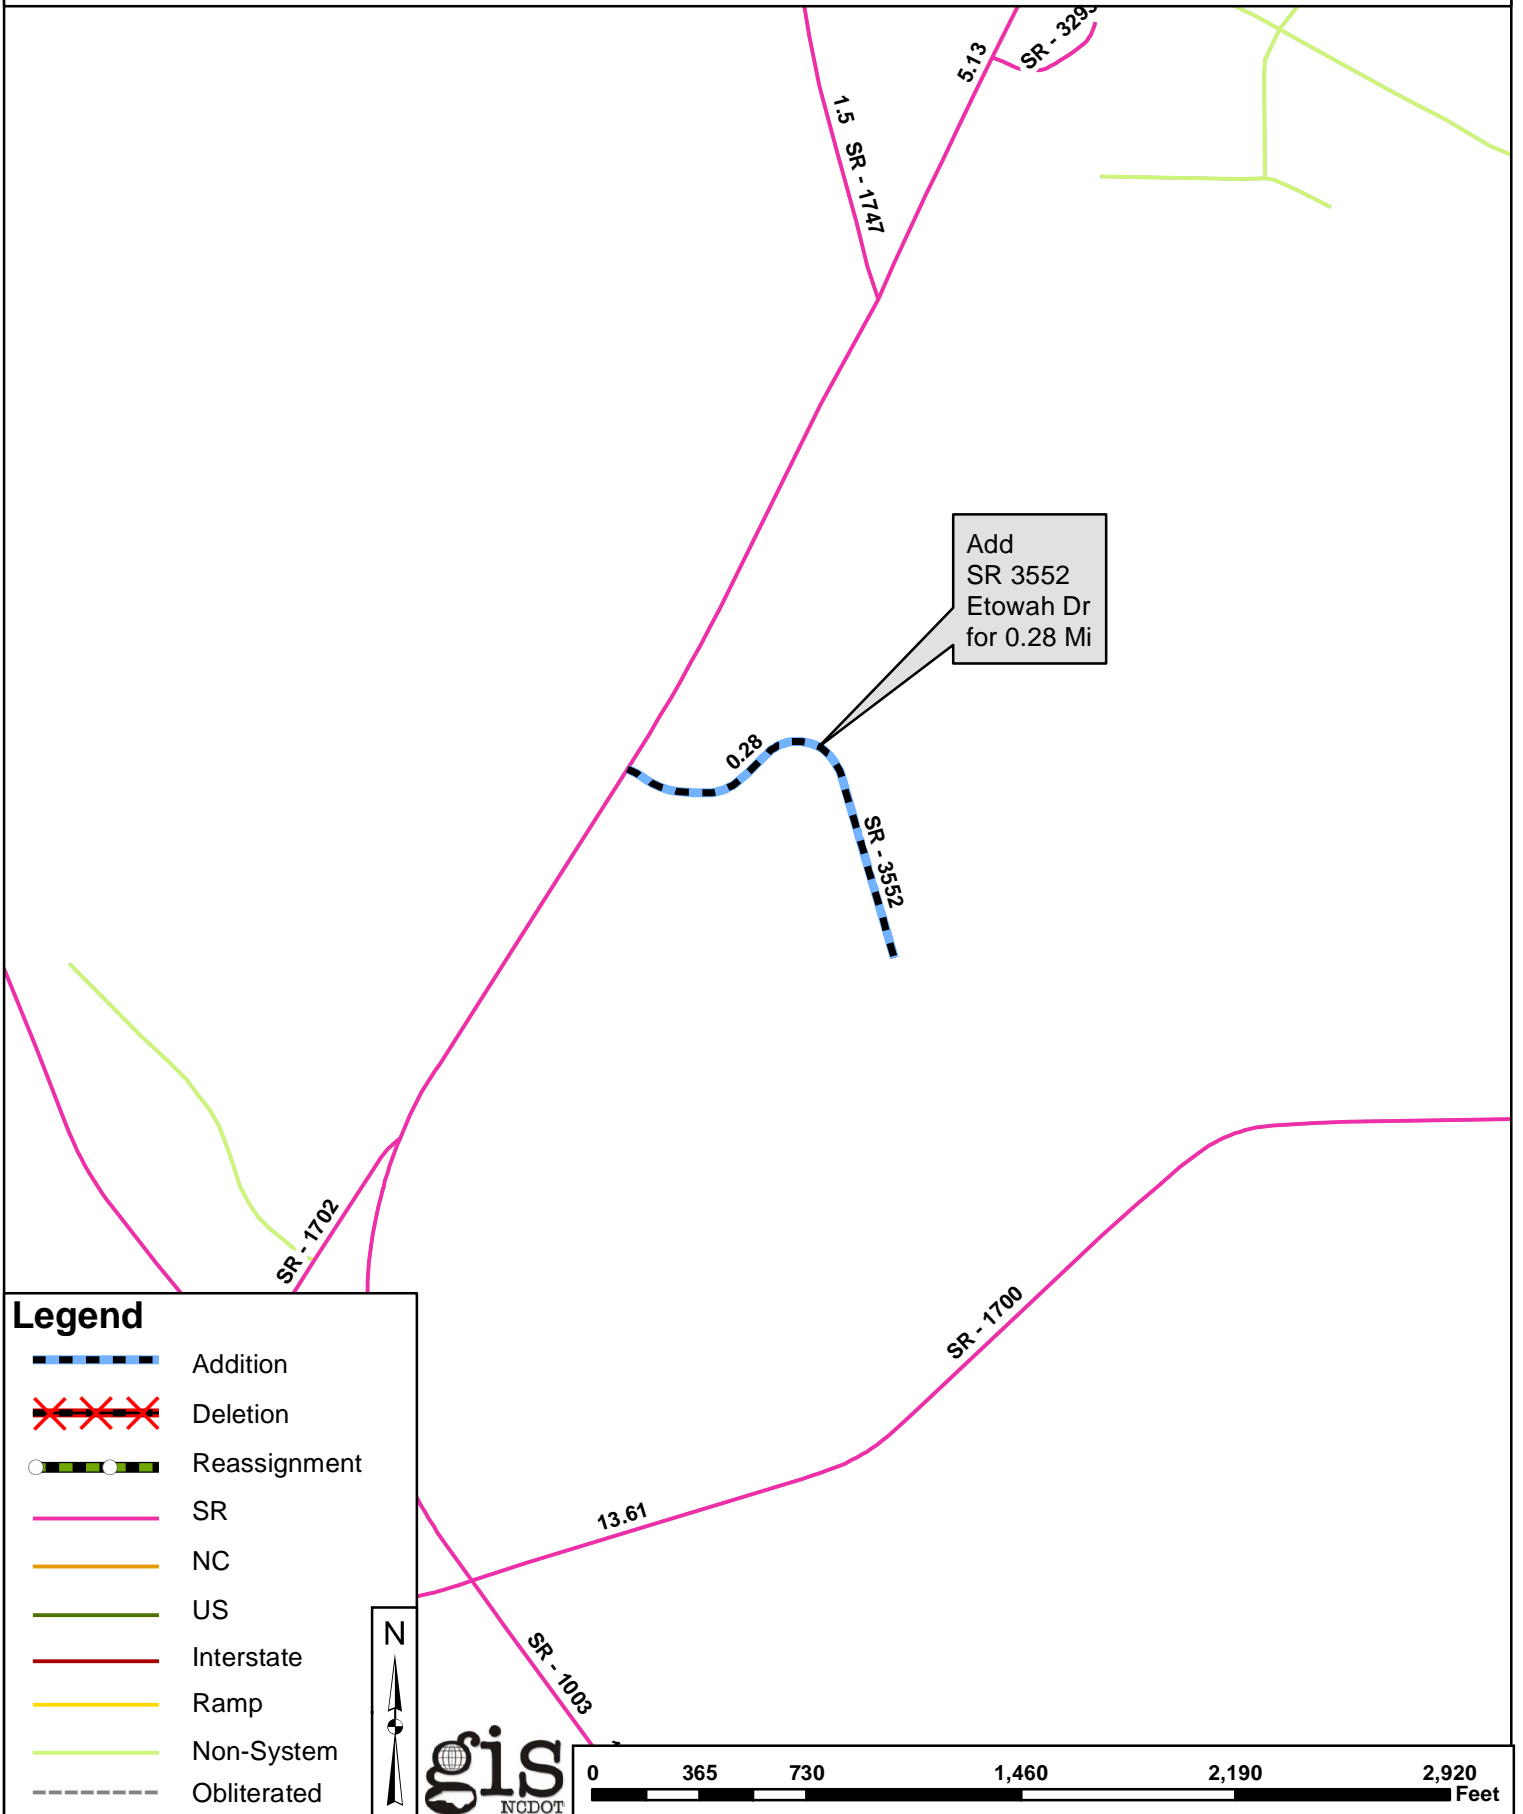 SR - 3293
5.13
1.5 SR - 1747
Add
SR 3552
Etowah Dr
for 0.28 Mi
0.28
SR - 3552
SR - 1702
SR - 1700
13.61
SR - 1003
Legend
Addition
Deletion
Reassignment
SR
NC
US
Interstate
Ramp
Non-System
Obliterated
N
gis
NCDOT
0 365 730 1,460 2,190 2,920
Feet